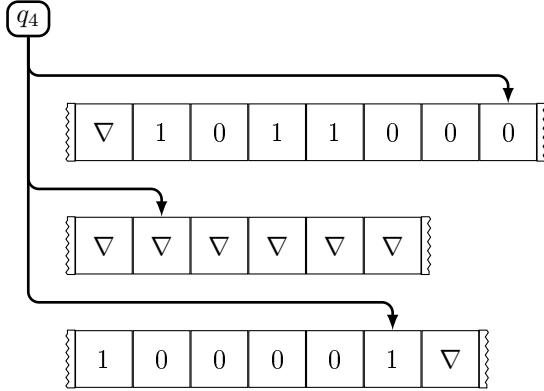 q4
∇ 1 0 1 1 0 0 0
∇ ∇ ∇ ∇ ∇ ∇
1 0 0 0 0 1 ∇